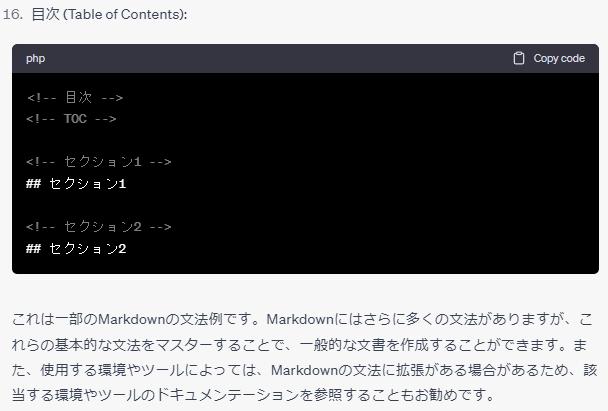 16. 目次 (Table of Contents):
php Copy code
<!-- 目次 -->
<!-- TOC -->
<!-- セクション1 -->
## セクション1
<!-- セクション2 -->
## セクション2
これは一部のMarkdownの文法例です。Markdownにはさらに多くの文法がありますが、こ
れらの基本的な文法をマスターすることで、一般的な文書を作成することができます。ま
た、使用する環境やツールによっては、Markdownの文法に拡張がある場合があるため、該
当する環境やツールのドキュメンテーションを参照することもお勧めです。